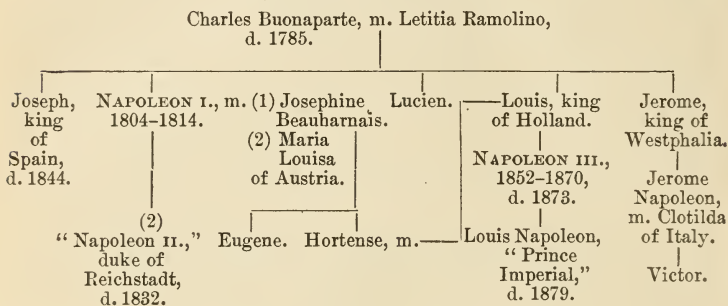 Charles Buonaparte, m. Letitia Ramolino,
d. 1785.
Joseph,
king
of
Spain,
d. 1844.
NAPOLEON I., m.
1804–1814.
(1) Josephine
Beauharnais.
(2) Maria
Louisa
of Austria.
Lucien.
Louis, king
of Holland.
Jerome,
king of
Westphalia.
NAPOLEON III.,
1852–1870,
d. 1873.
Jerome
Napoleon,
m. Clotilda
of Italy.
(2)
“ Napoleon II.,”
duke of
Reichstadt,
d. 1832.
Eugene.
Hortense, m.
Louis Napoleon,
“ Prince
Imperial,”
d. 1879.
Victor.